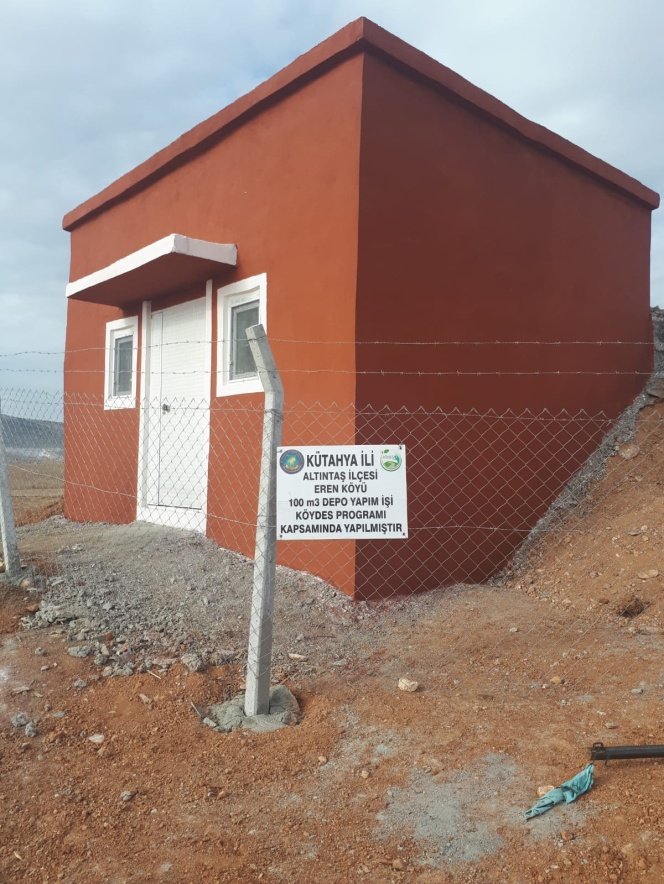 KÜTAHYA İLİ
ALTINTAŞ İLÇESİ
EREN KÖYÜ
100 m3 DEPO YAPIM İŞİ
KÖYDES PROGRAMI
KAPSAMINDA YAPILMIŞTIR